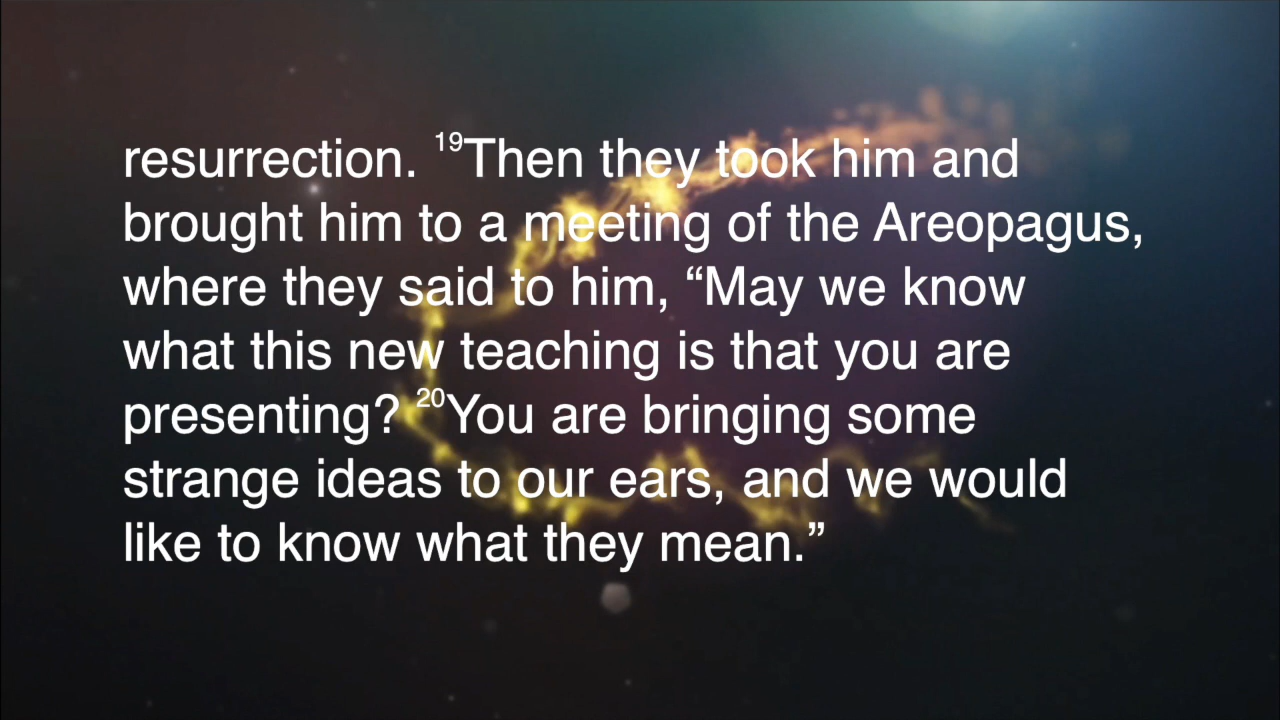 resurrection. ¹⁹Then they took him and
brought him to a meeting of the Areopagus,
where they said to him, “May we know
what this new teaching is that you are
presenting? ²⁰You are bringing some
strange ideas to our ears, and we would
like to know what they mean.”